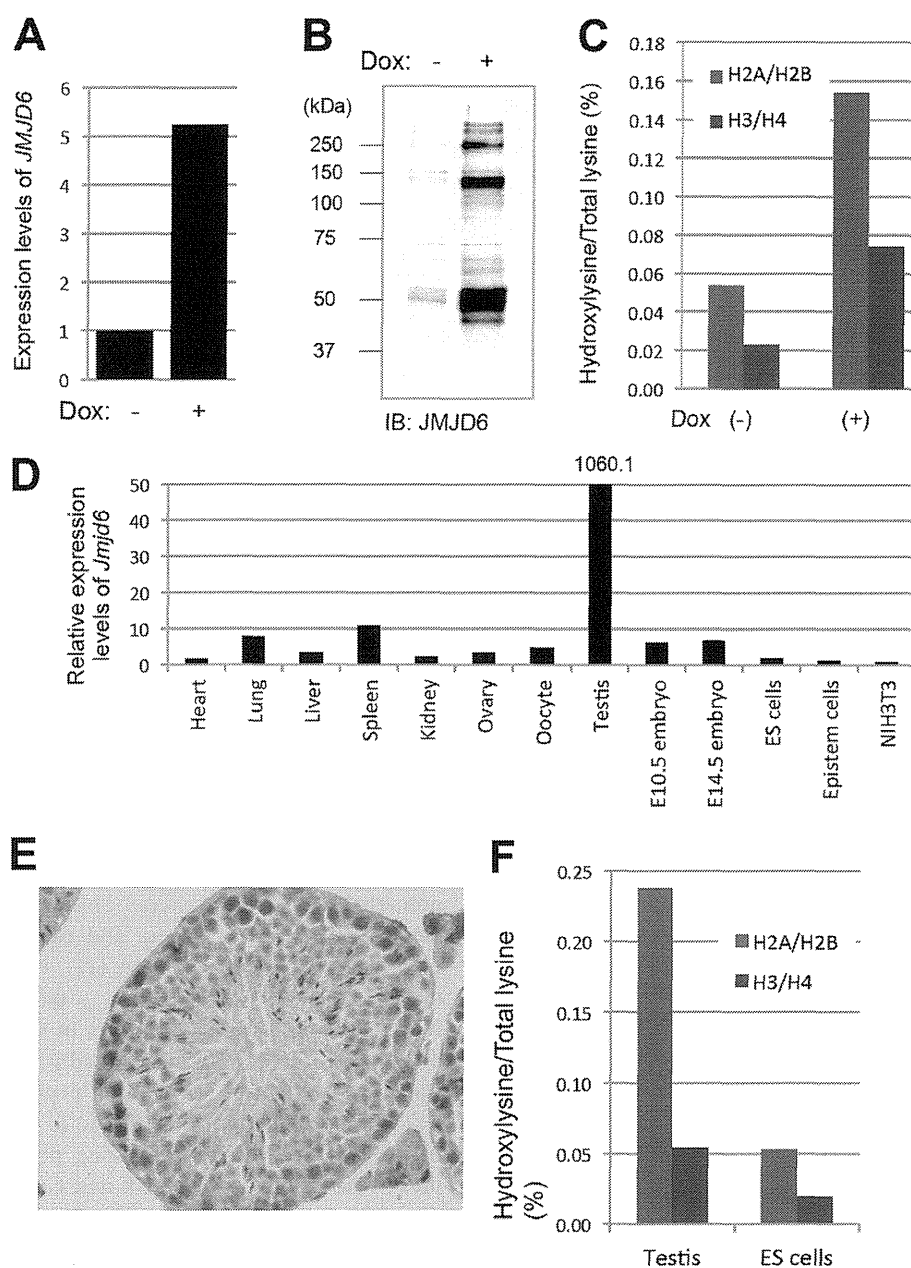 A
Expression levels of JMJD6
6
5
4
3
2
1
0
Dox: - +
B
Dox: - +
(kDa)
250
150
100
75
50
37
IB: JMJD6
C
Hydroxylysine/Total lysine (%)
0.18
0.16
0.14
0.12
0.10
0.08
0.06
0.04
0.02
0.00
H2A/H2B
H3/H4
Dox (-) (+)
D
Relative expression
levels of Jmjd6
1060.1
50
40
30
20
10
0
Heart
Lung
Liver
Spleen
Kidney
Ovary
Oocyte
Testis
E10.5 embryo
E14.5 embryo
ES cells
Epistem cells
NIH3T3
E
F
Hydroxylysine/Total lysine
(%)
0.25
0.20
0.15
0.10
0.05
0.00
H2A/H2B
H3/H4
Testis ES cells